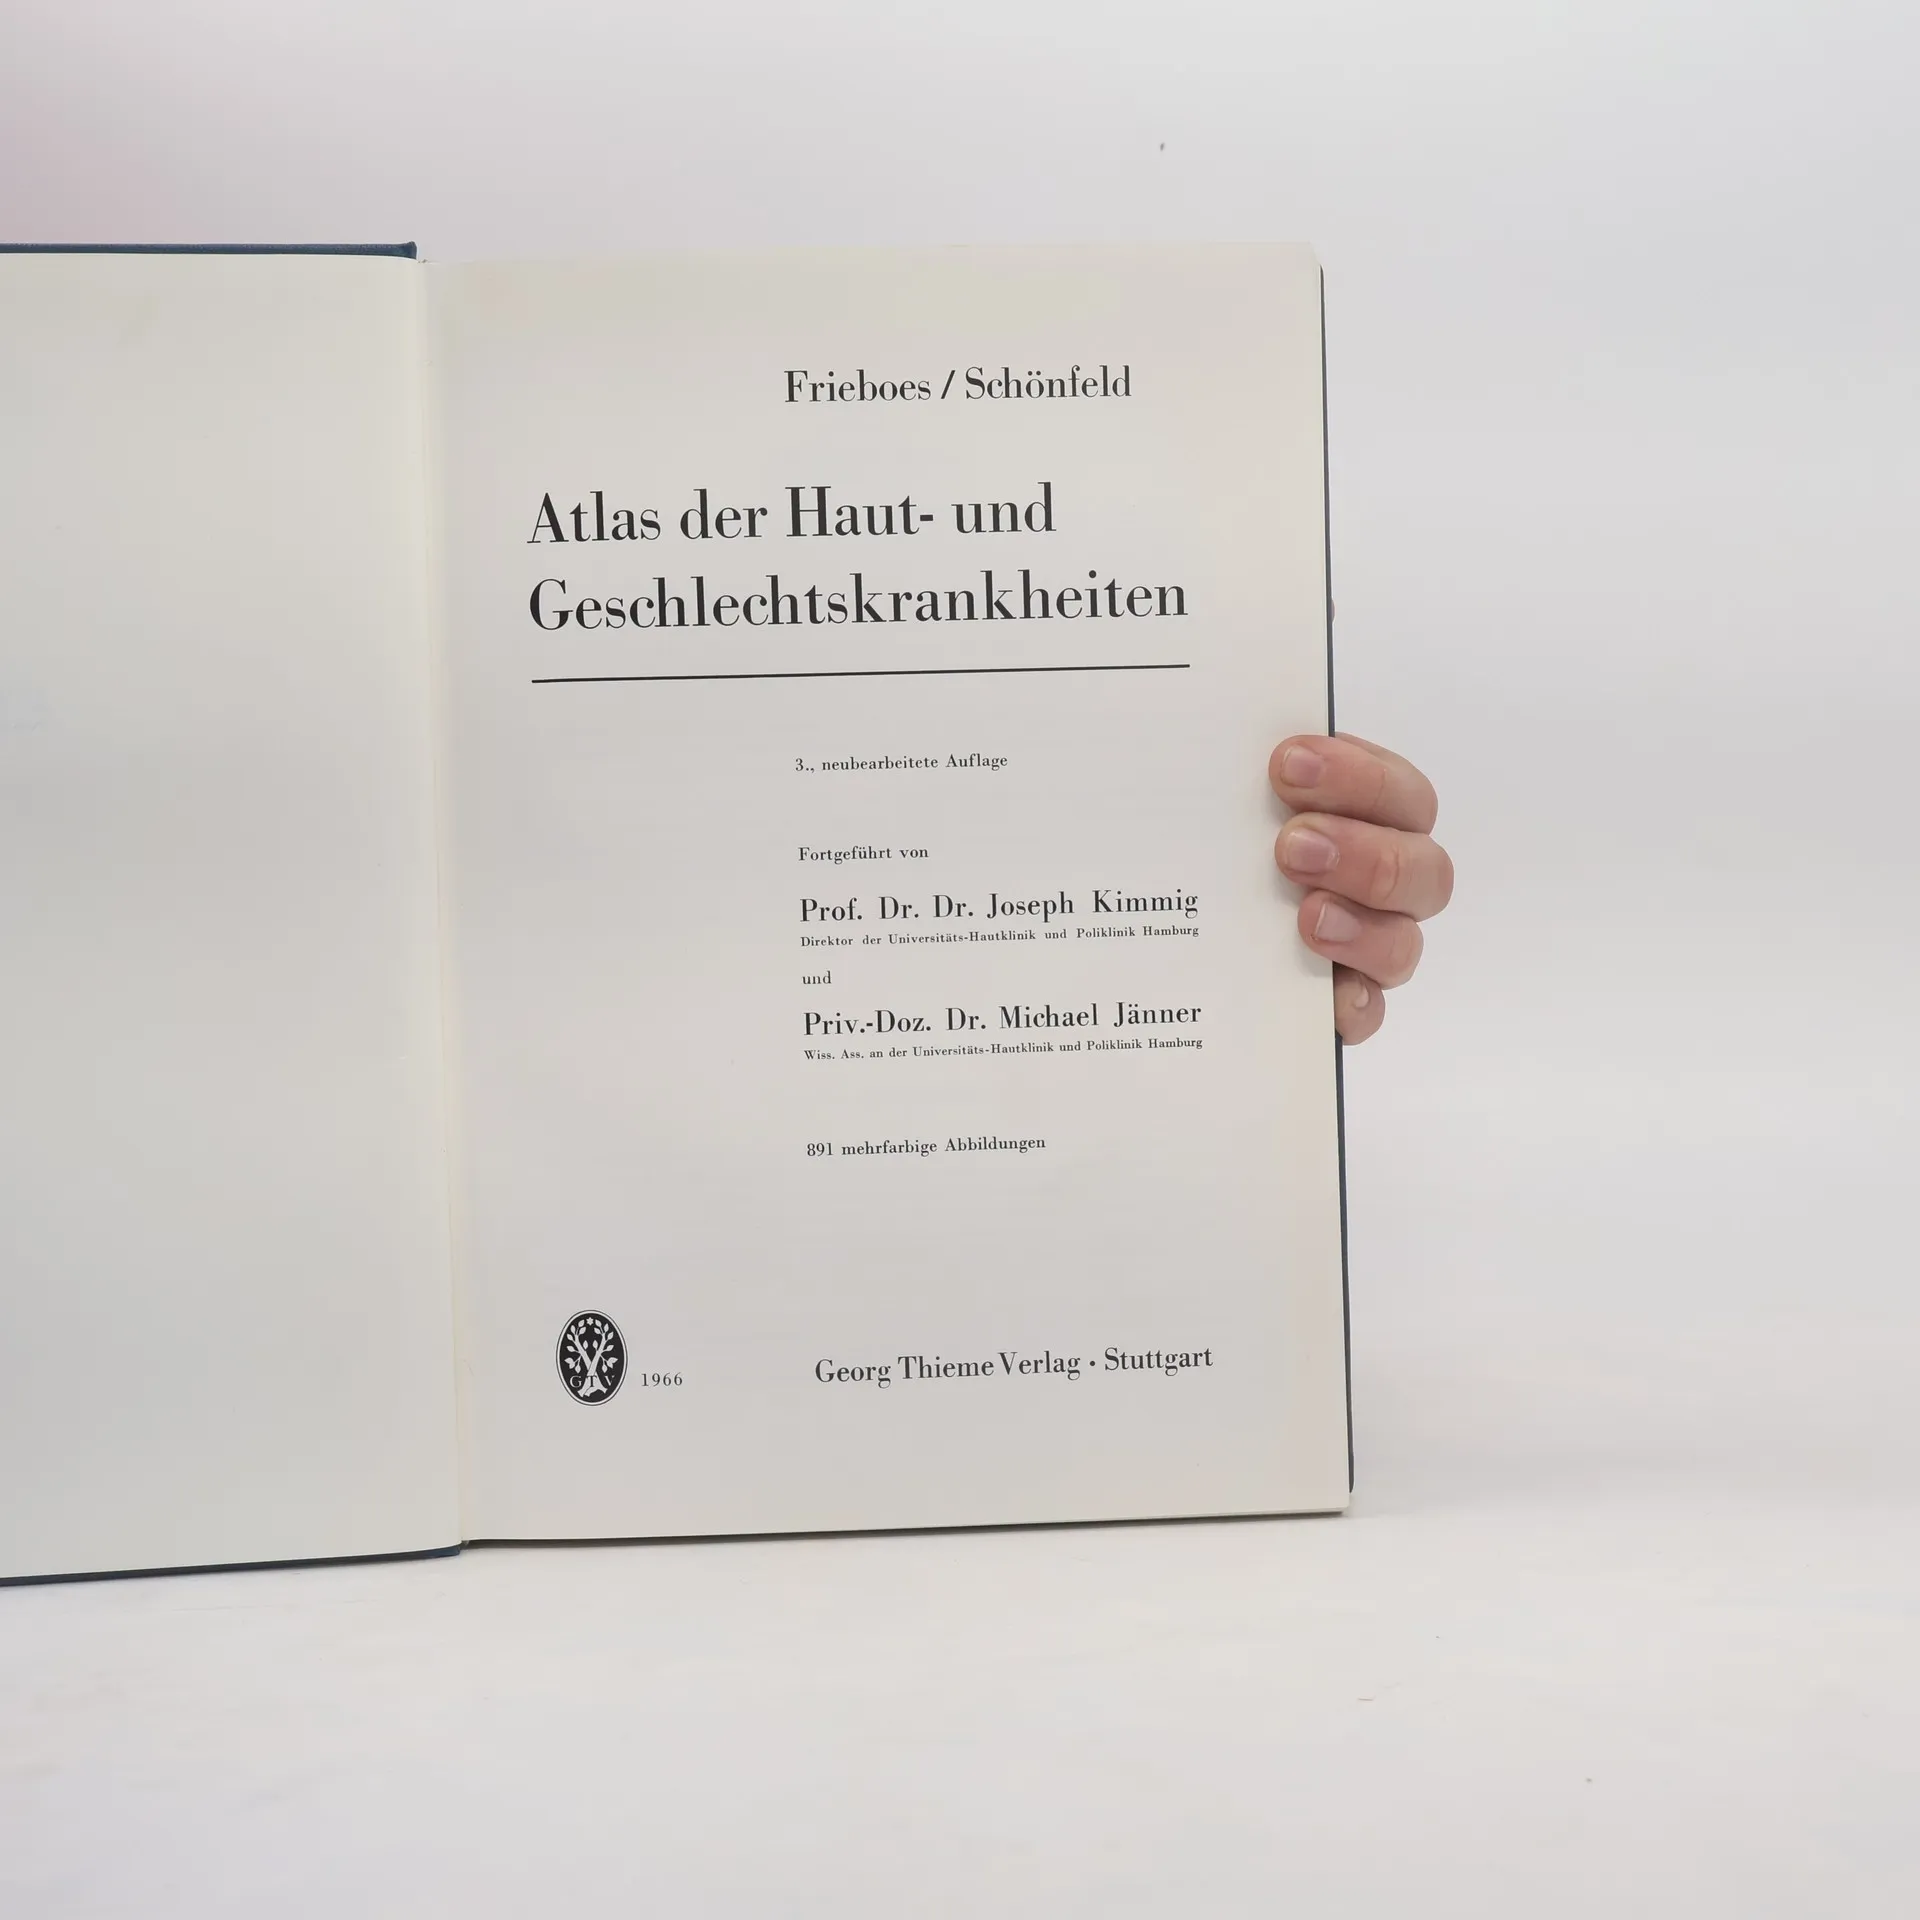 Frieboes / Schönfeld
Atlas der Haut- und
Geschlechtskrankheiten
3., neubearbeitete Auflage
Fortgeführt von
Prof. Dr. Dr. Joseph Kimmig
Direktor der Universitäts-Hautklinik und Poliklinik Hamburg
und
Priv.-Doz. Dr. Michael Jänner
Wiss. Ass. an der Universitäts-Hautklinik und Poliklinik Hamburg
891 mehrfarbige Abbildungen
GTV
1966
Georg Thieme Verlag · Stuttgart